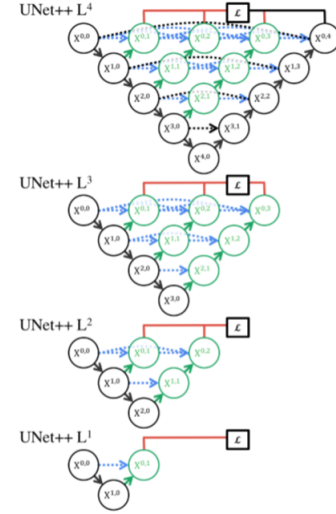 UNet++ L⁴
𝓛
X⁰,⁰ X⁰,¹ X⁰,² X⁰,³ X⁰,⁴
X¹,⁰ X¹,¹ X¹,² X¹,³
X²,⁰ X²,¹ X²,²
X³,⁰ X³,¹
X⁴,⁰
UNet++ L³
𝓛
X⁰,⁰ X⁰,¹ X⁰,² X⁰,³
X¹,⁰ X¹,¹ X¹,²
X²,⁰ X²,¹
X³,⁰
UNet++ L²
𝓛
X⁰,⁰ X⁰,¹ X⁰,²
X¹,⁰ X¹,¹
X²,⁰
UNet++ L¹
𝓛
X⁰,⁰ X⁰,¹
X¹,⁰